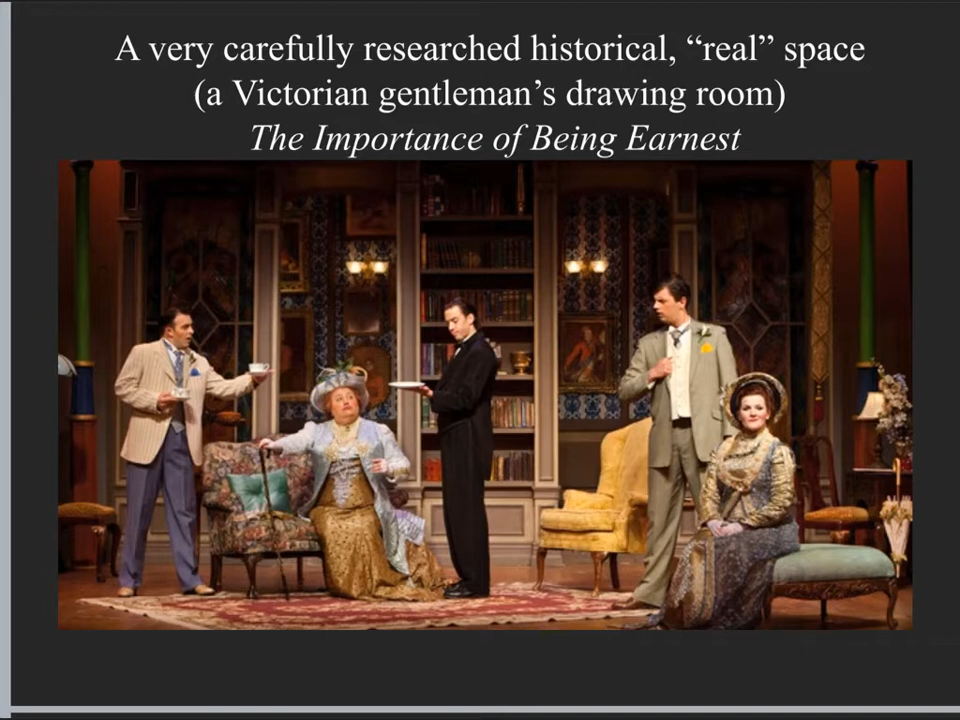 A very carefully researched historical, “real” space
(a Victorian gentleman’s drawing room)
The Importance of Being Earnest